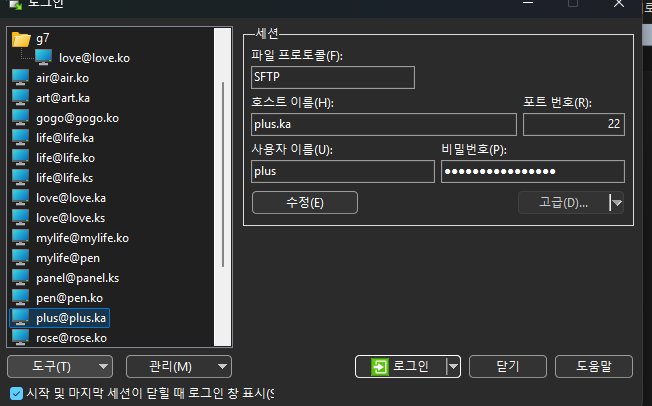 로그인
g7
love@love.ko
air@air.ko
art@art.ka
gogo@gogo.ko
life@life.ka
life@life.ko
life@life.ks
love@love.ka
love@love.ks
mylife@mylife.ko
mylife@pen
panel@panel.ks
pen@pen.ko
plus@plus.ka
rose@rose.ko
세션
파일 프로토콜(F):
SFTP
호스트 이름(H): 포트 번호(R):
plus.ka 22
사용자 이름(U): 비밀번호(P):
plus ●●●●●●●●●●●●●●●●
수정(E) 고급(D)...
도구(T) 관리(M) 로그인 닫기 도움말
시작 및 마지막 세션이 닫힐 때 로그인 창 표시(S